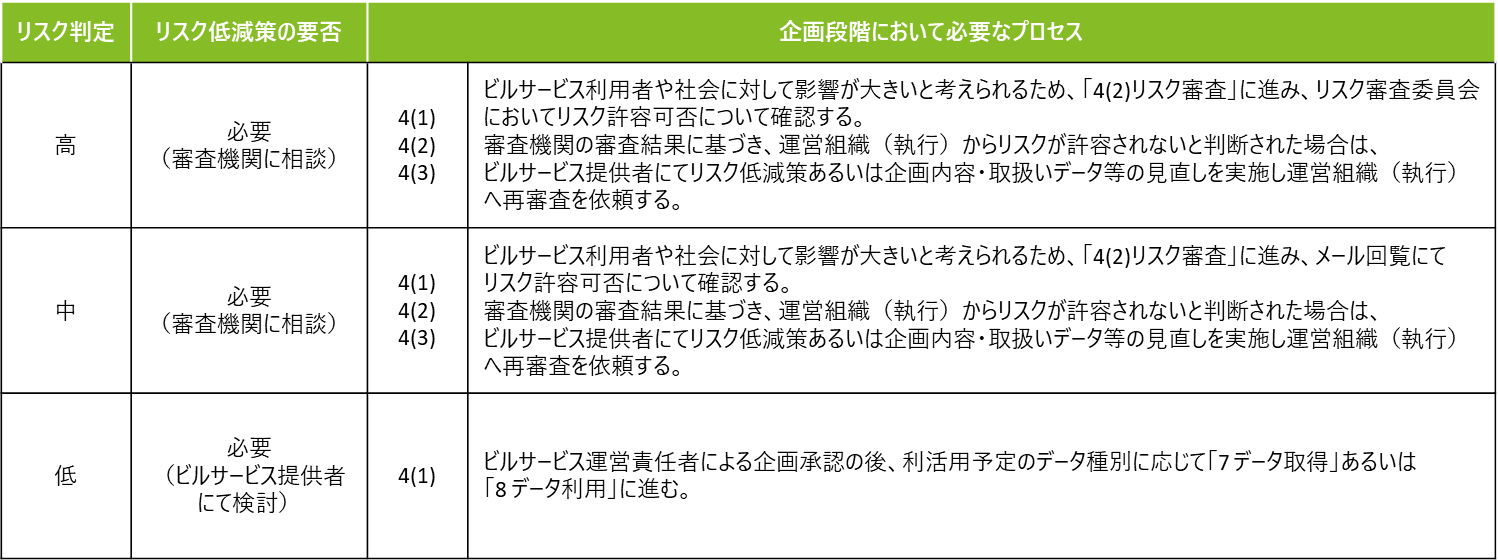 リスク判定
リスク低減策の要否
企画段階において必要なプロセス
高
必要
（審査機関に相談）
4(1)
4(2)
4(3)
ビルサービス利用者や社会に対して影響が大きいと考えられるため、「4(2)リスク審査」に進み、リスク審査委員会
においてリスク許容可否について確認する。
審査機関の審査結果に基づき、運営組織（執行）からリスクが許容されないと判断された場合は、
ビルサービス提供者にてリスク低減策あるいは企画内容・取扱いデータ等の見直しを実施し運営組織（執行）
へ再審査を依頼する。
中
必要
（審査機関に相談）
4(1)
4(2)
4(3)
ビルサービス利用者や社会に対して影響が大きいと考えられるため、「4(2)リスク審査」に進み、メール回覧にて
リスク許容可否について確認する。
審査機関の審査結果に基づき、運営組織（執行）からリスクが許容されないと判断された場合は、
ビルサービス提供者にてリスク低減策あるいは企画内容・取扱いデータ等の見直しを実施し運営組織（執行）
へ再審査を依頼する。
低
必要
（ビルサービス提供者
にて検討）
4(1)
ビルサービス運営責任者による企画承認の後、利活用予定のデータ種別に応じて「7 データ取得」あるいは
「8 データ利用」に進む。